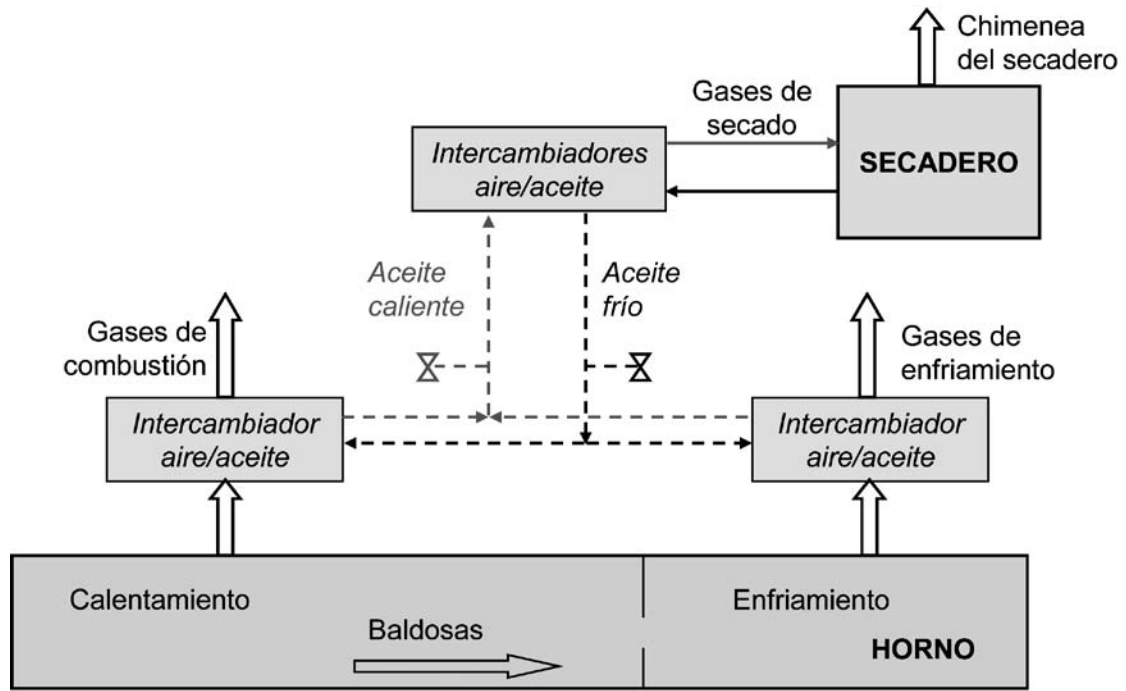 Chimenea
del secadero
Gases de
secado
Intercambiadores
aire/aceite
SECADERO
Aceite
caliente
Aceite
frío
Gases de
combustión
Gases de
enfriamiento
Intercambiador
aire/aceite
Intercambiador
aire/aceite
Calentamiento
Enfriamiento
Baldosas
HORNO